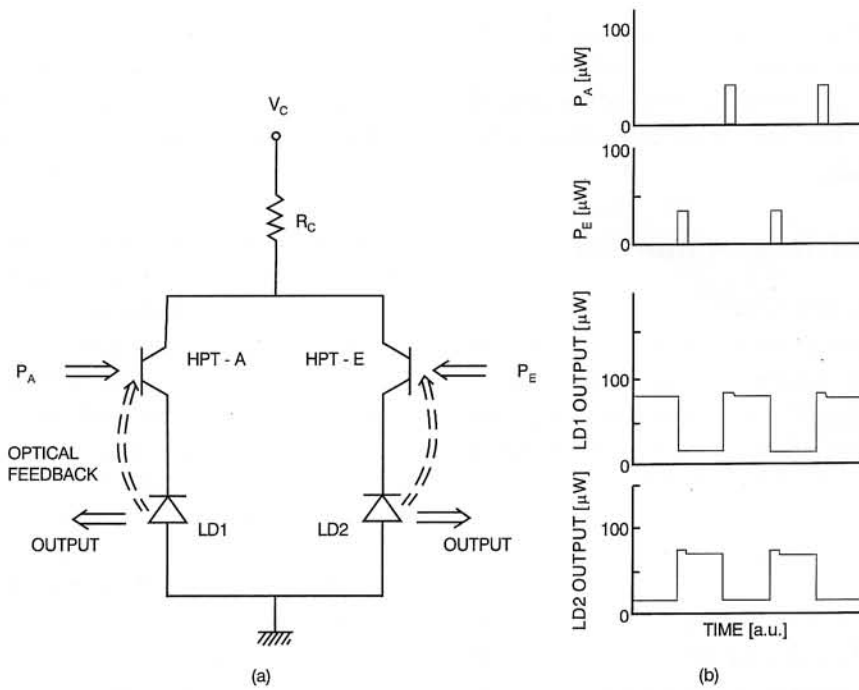 V_C
R_C
HPT - A
HPT - E
P_A
P_E
OPTICAL
FEEDBACK
OUTPUT
LD1
LD2
OUTPUT
(a)
P_A [μW]
100
0
P_E [μW]
100
0
LD1 OUTPUT [μW]
100
0
LD2 OUTPUT [μW]
100
0
TIME [a.u.]
(b)